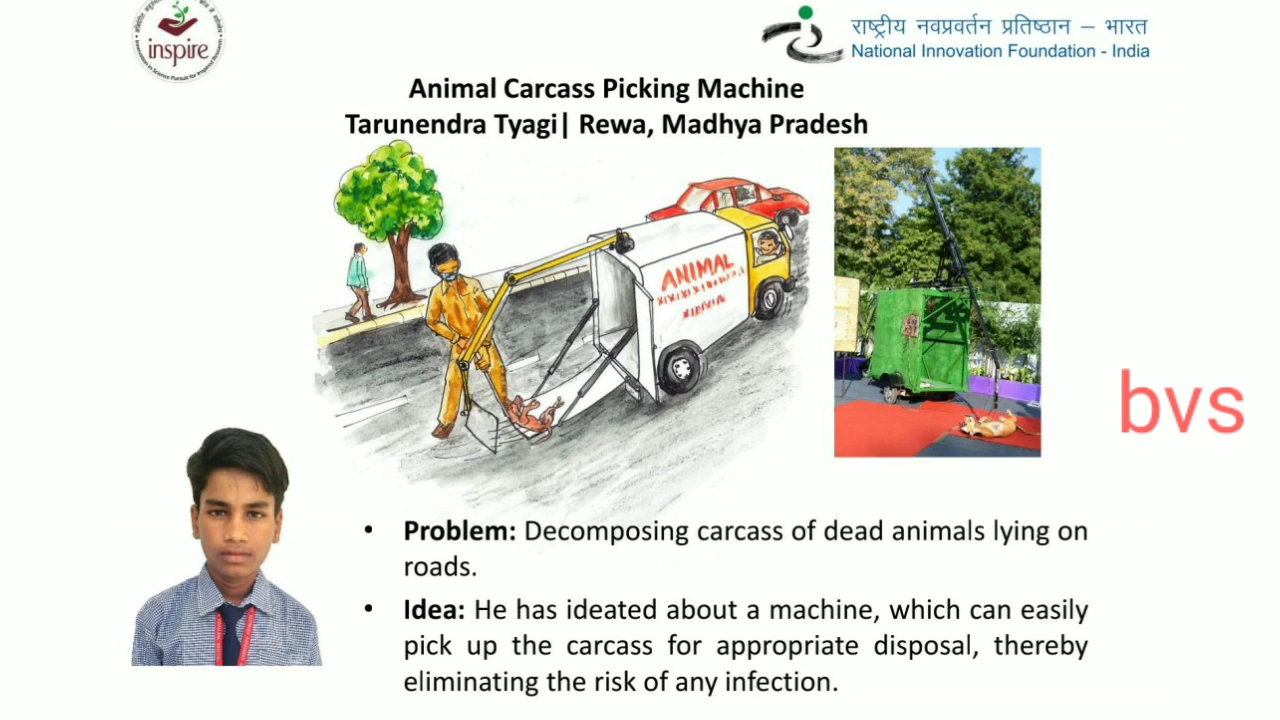 inspire
राष्ट्रीय नवप्रवर्तन प्रतिष्ठान – भारत
National Innovation Foundation - India
Animal Carcass Picking Machine
Tarunendra Tyagi| Rewa, Madhya Pradesh
ANIMAL
bvs
• Problem: Decomposing carcass of dead animals lying on
roads.
• Idea: He has ideated about a machine, which can easily
pick up the carcass for appropriate disposal, thereby
eliminating the risk of any infection.